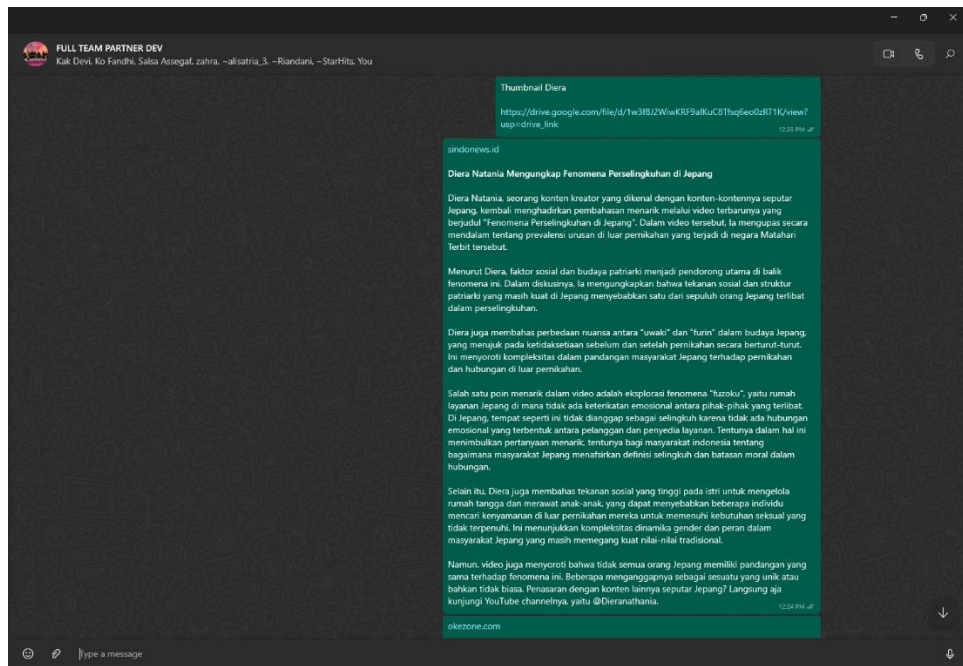 FULL TEAM PARTNER DEV
Kak Devi, Ko Fandhi, Salsa Assegaf, zahra, ~alisatria_3, ~Riandani, ~StarHits, You
Thumbnail Diera
https://drive.google.com/file/d/1w3f8J2WiwKRF9alKuC8Tfsq6eo0zRT1K/view?
usp=drive_link
12:23 PM
sindonews.id
Diera Natania Mengungkap Fenomena Perselingkuhan di Jepang
Diera Natania, seorang konten kreator yang dikenal dengan konten-kontennya seputar
Jepang, kembali menghadirkan pembahasan menarik melalui video terbarunya yang
berjudul "Fenomena Perselingkuhan di Jepang". Dalam video tersebut, Ia mengupas secara
mendalam tentang prevalensi urusan di luar pernikahan yang terjadi di negara Matahari
Terbit tersebut.
Menurut Diera, faktor sosial dan budaya patriarki menjadi pendorong utama di balik
fenomena ini. Dalam diskusinya, Ia mengungkapkan bahwa tekanan sosial dan struktur
patriarki yang masih kuat di Jepang menyebabkan satu dari sepuluh orang Jepang terlibat
dalam perselingkuhan.
Diera juga membahas perbedaan nuansa antara "uwaki" dan "furin" dalam budaya Jepang,
yang merujuk pada ketidaksetiaan sebelum dan setelah pernikahan secara berturut-turut.
Ini menyoroti kompleksitas dalam pandangan masyarakat Jepang terhadap pernikahan
dan hubungan di luar pernikahan.
Salah satu poin menarik dalam video adalah eksplorasi fenomena "fuzoku", yaitu rumah
layanan Jepang di mana tidak ada keterikatan emosional antara pihak-pihak yang terlibat.
Di Jepang, tempat seperti ini tidak dianggap sebagai selingkuh karena tidak ada hubungan
emosional yang terbentuk antara pelanggan dan penyedia layanan. Tentunya dalam hal ini
menimbulkan pertanyaan menarik, tentunya bagi masyarakat indonesia tentang
bagaimana masyarakat Jepang menafsirkan definisi selingkuh dan batasan moral dalam
hubungan.
Selain itu, Diera juga membahas tekanan sosial yang tinggi pada istri untuk mengelola
rumah tangga dan merawat anak-anak, yang dapat menyebabkan beberapa individu
mencari kenyamanan di luar pernikahan mereka untuk memenuhi kebutuhan seksual yang
tidak terpenuhi. Ini menunjukkan kompleksitas dinamika gender dan peran dalam
masyarakat Jepang yang masih memegang kuat nilai-nilai tradisional.
Namun, video juga menyoroti bahwa tidak semua orang Jepang memiliki pandangan yang
sama terhadap fenomena ini. Beberapa menganggapnya sebagai sesuatu yang unik atau
bahkan tidak biasa. Penasaran dengan konten lainnya seputar Jepang? Langsung aja
kunjungi YouTube channelnya, yaitu @Dieranathania.
12:24 PM
okezone.com
Type a message